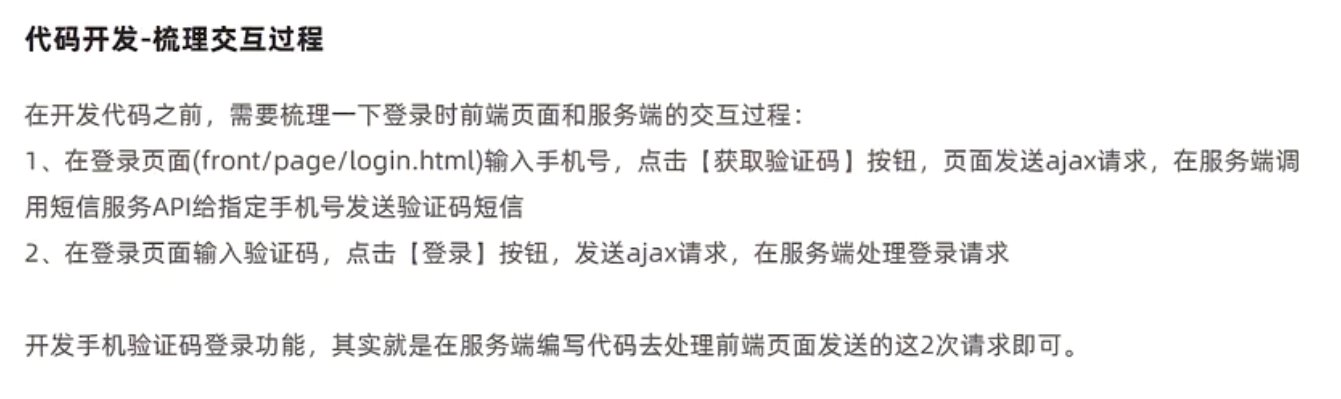 代码开发-梳理交互过程
在开发代码之前，需要梳理一下登录时前端页面和服务端的交互过程：
1、在登录页面(front/page/login.html)输入手机号，点击【获取验证码】按钮，页面发送ajax请求，在服务端调
用短信服务API给指定手机号发送验证码短信
2、在登录页面输入验证码，点击【登录】按钮，发送ajax请求，在服务端处理登录请求
开发手机验证码登录功能，其实就是在服务端编写代码去处理前端页面发送的这2次请求即可。